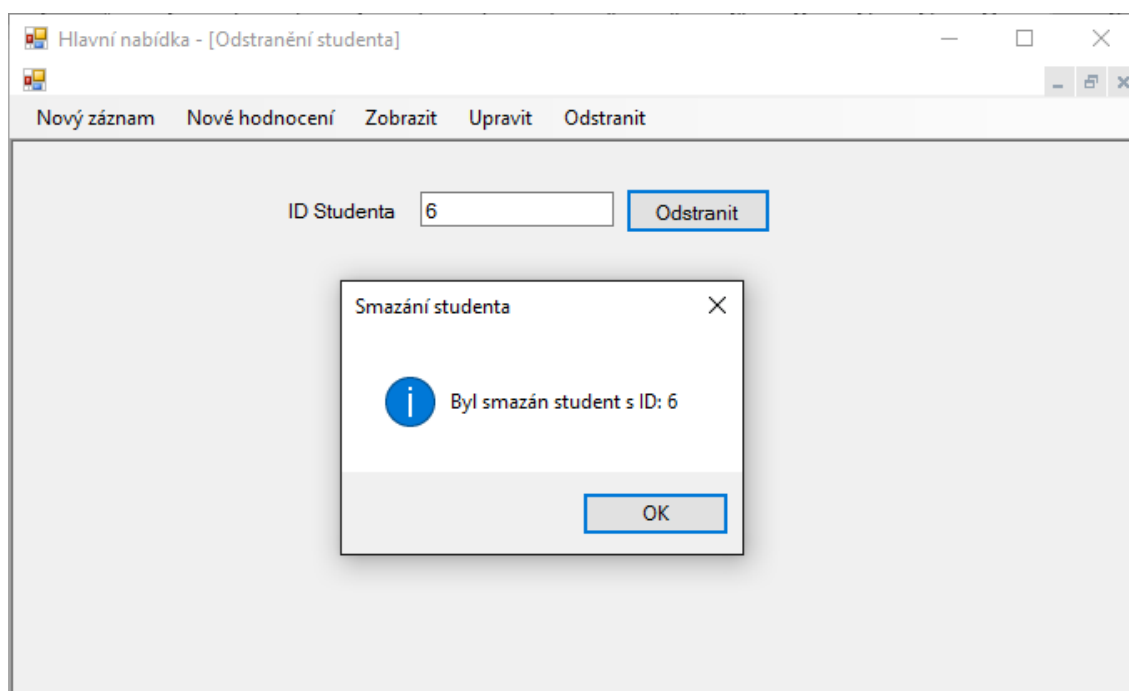 Hlavní nabídka - [Odstranění studenta]
Nový záznam Nové hodnocení Zobrazit Upravit Odstranit
ID Studenta 6 Odstranit
Smazání studenta
Byl smazán student s ID: 6
OK